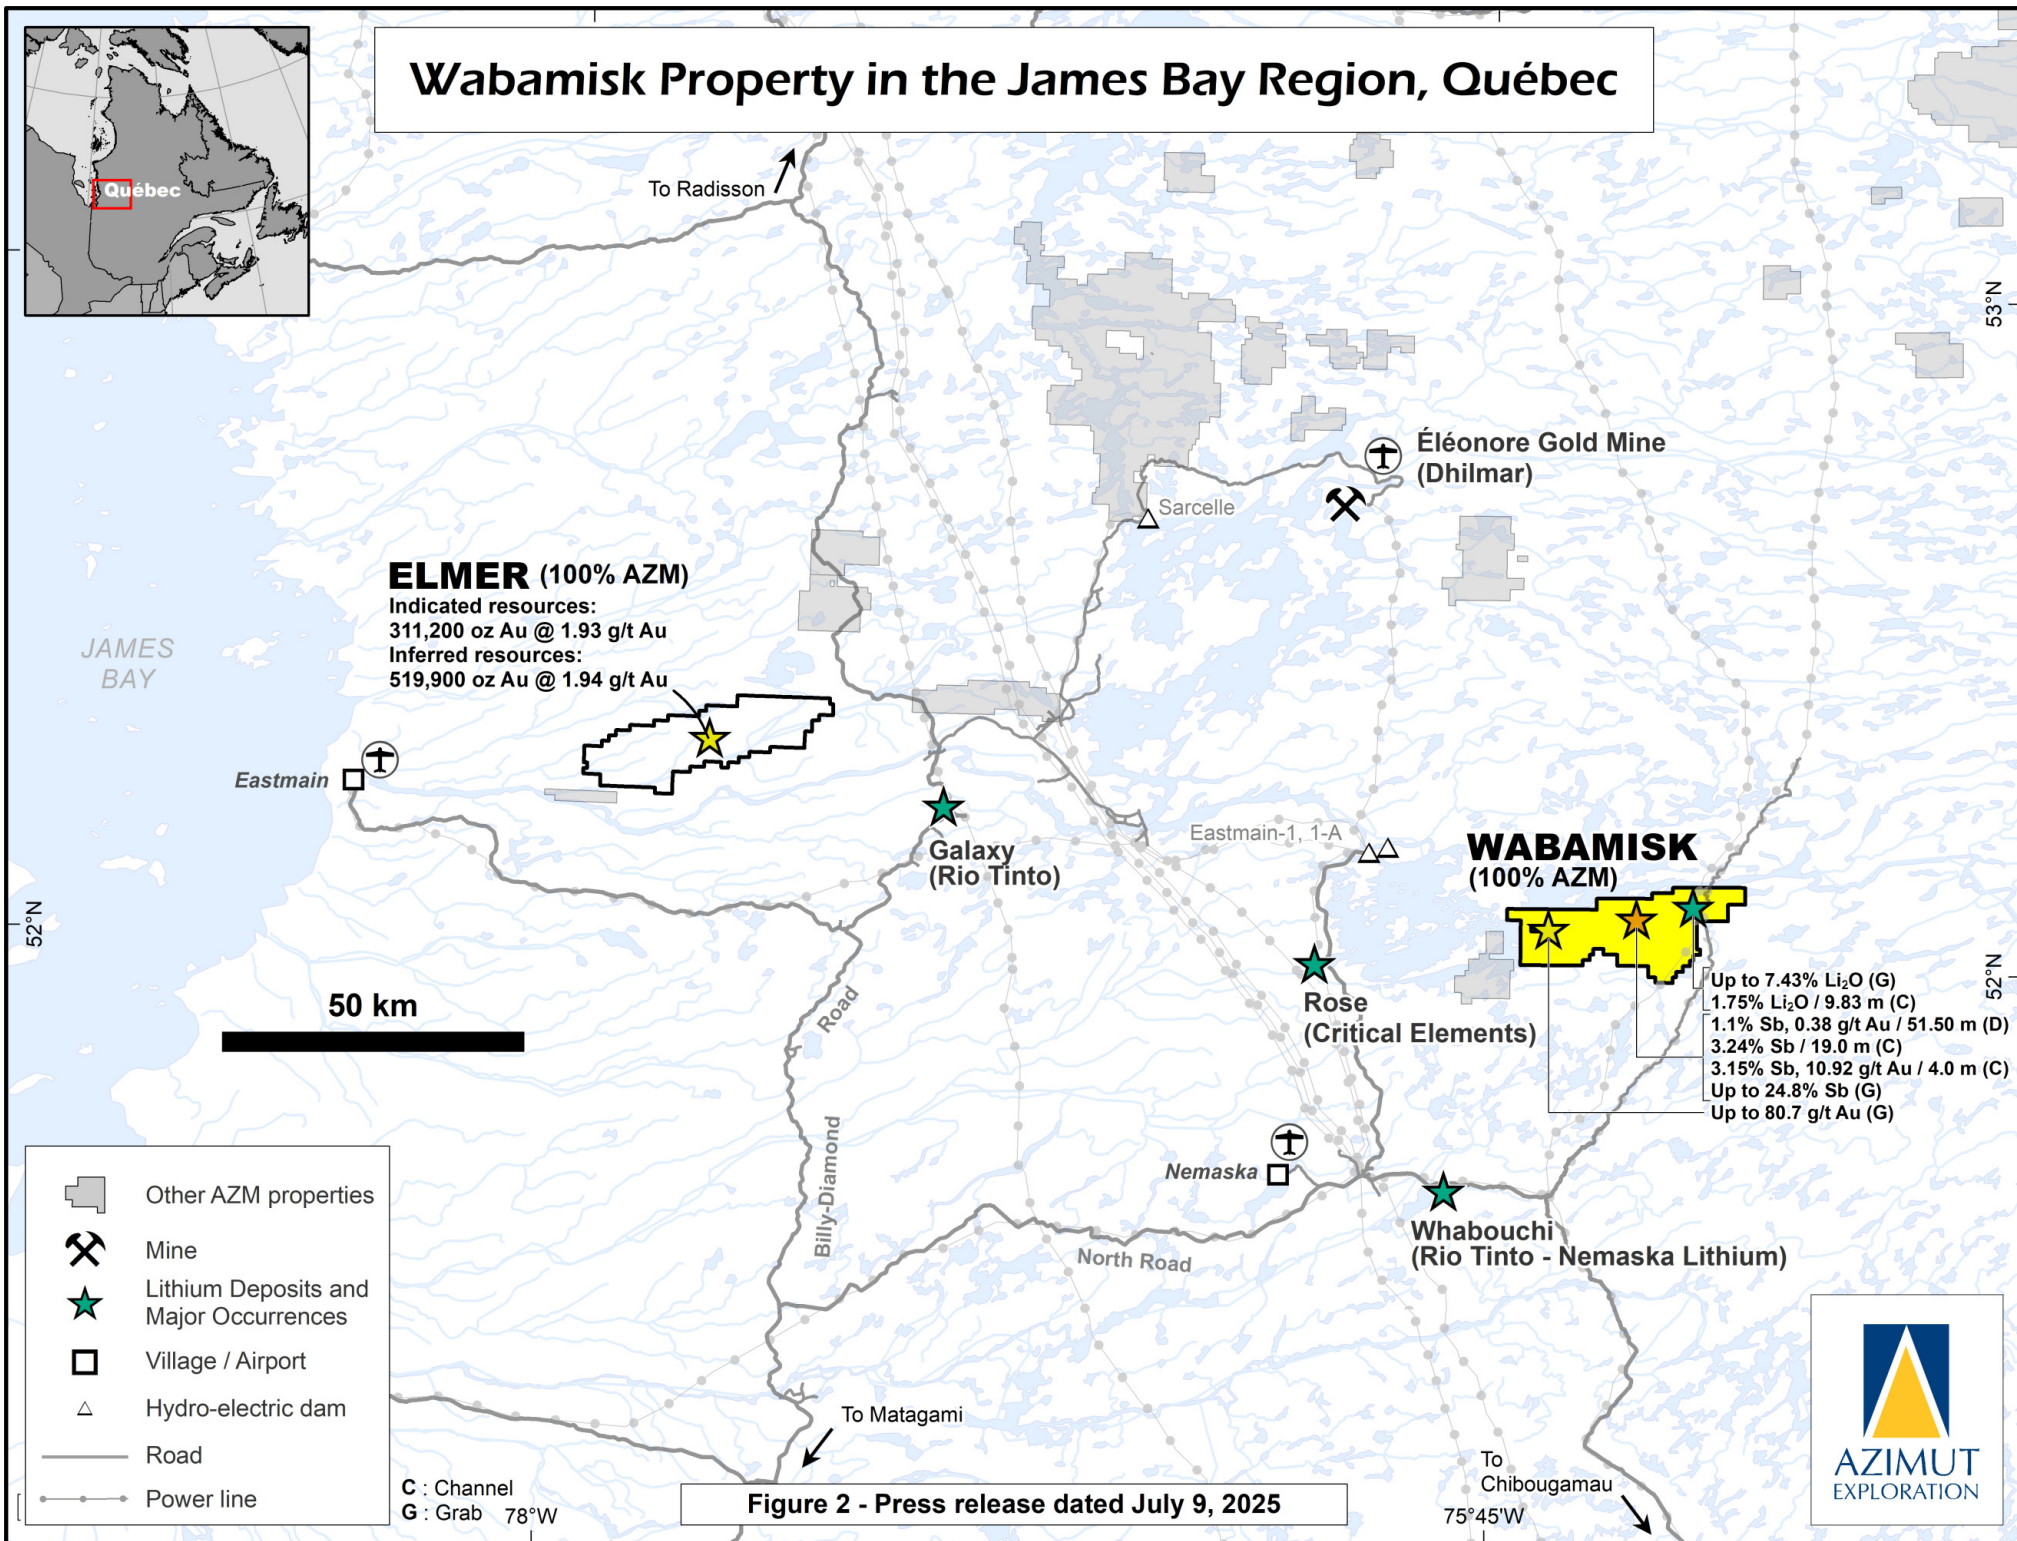 Wabamisk Property in the James Bay Region, Québec
Québec
To Radisson
53°N
Éléonore Gold Mine
(Dhilmar)
Sarcelle
ELMER (100% AZM)
Indicated resources:
311,200 oz Au @ 1.93 g/t Au
Inferred resources:
519,900 oz Au @ 1.94 g/t Au
JAMES
BAY
Eastmain
Galaxy
(Rio Tinto)
Eastmain-1, 1-A
WABAMISK
(100% AZM)
52°N
52°N
Rose
(Critical Elements)
Up to 7.43% Li₂O (G)
1.75% Li₂O / 9.83 m (C)
1.1% Sb, 0.38 g/t Au / 51.50 m (D)
3.24% Sb / 19.0 m (C)
3.15% Sb, 10.92 g/t Au / 4.0 m (C)
Up to 24.8% Sb (G)
Up to 80.7 g/t Au (G)
50 km
Billy-Diamond Road
Nemaska
Whabouchi
(Rio Tinto - Nemaska Lithium)
North Road
Other AZM properties
Mine
Lithium Deposits and
Major Occurrences
Village / Airport
Hydro-electric dam
Road
Power line
C : Channel
G : Grab
78°W
To Matagami
Figure 2 - Press release dated July 9, 2025
To
Chibougamau
75°45'W
AZIMUT
EXPLORATION